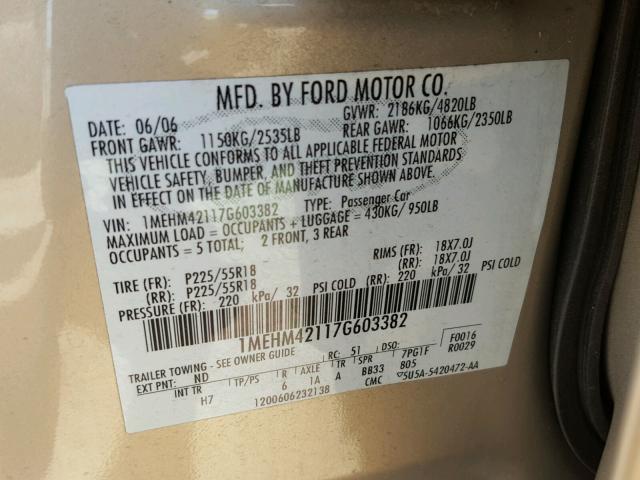 MFD. BY FORD MOTOR CO.
DATE: 06/06 GVWR: 2186KG/4820LB
FRONT GAWR: 1150KG/2535LB REAR GAWR: 1066KG/2350LB
THIS VEHICLE CONFORMS TO ALL APPLICABLE FEDERAL MOTOR
VEHICLE SAFETY, BUMPER, AND THEFT PREVENTION STANDARDS
IN EFFECT ON THE DATE OF MANUFACTURE SHOWN ABOVE.
VIN: 1MEHM42117G603382 TYPE: Passenger Car
MAXIMUM LOAD = OCCUPANTS + LUGGAGE = 430KG/ 950LB
OCCUPANTS = 5 TOTAL; 2 FRONT, 3 REAR
TIRE (FR): P225/55R18 RIMS (FR): 18X7.0J
(RR): P225/55R18 (RR): 18X7.0J
PRESSURE (FR): 220 kPa/ 32 PSI COLD (RR): 220 kPa/ 32 PSI COLD
1MEHM42117G603382
TRAILER TOWING - SEE OWNER GUIDE RC: 51 DSO: F0016
EXT PNT: ND R AXLE TR SPR 7PG1F R0029
INT TR TP/PS 6 1A A BB33 805
H7 CMC 5U5A-5420472-AA
1200606232138